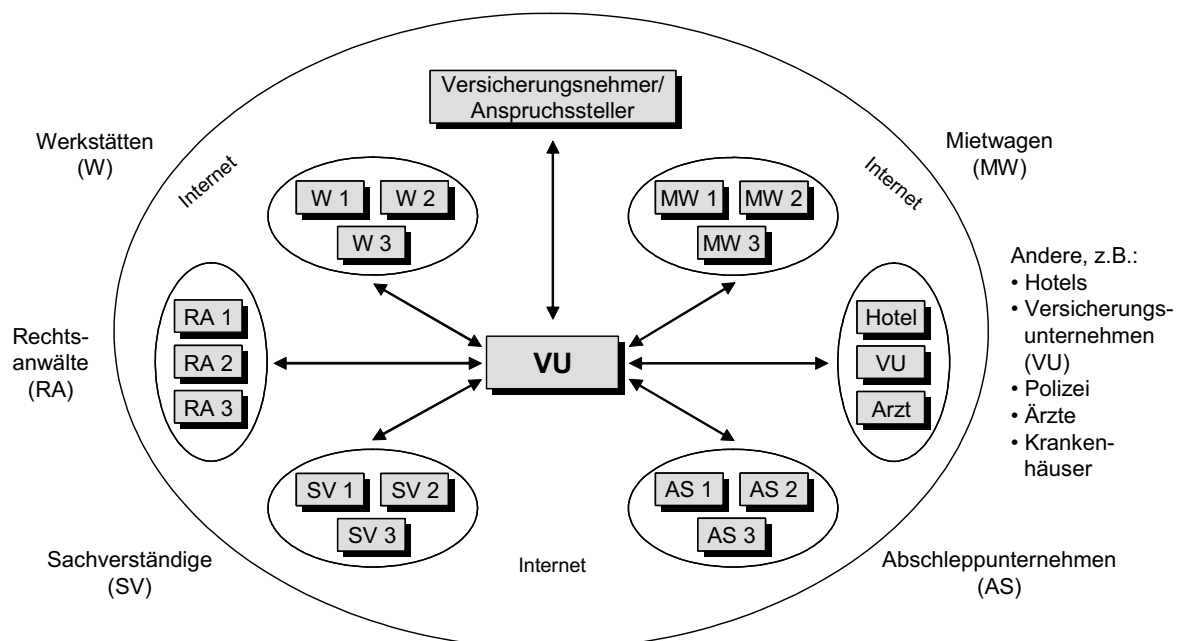 Versicherungsnehmer/
Anspruchssteller
Werkstätten
(W)
Internet
W 1
W 2
W 3
MW 1
MW 2
MW 3
Internet
Mietwagen
(MW)
Rechts-
anwälte
(RA)
RA 1
RA 2
RA 3
VU
Hotel
VU
Arzt
Andere, z.B.:
• Hotels
• Versicherungs-
unternehmen
(VU)
• Polizei
• Ärzte
• Kranken-
häuser
Sachverständige
(SV)
SV 1
SV 2
SV 3
Internet
AS 1
AS 2
AS 3
Abschleppunternehmen
(AS)